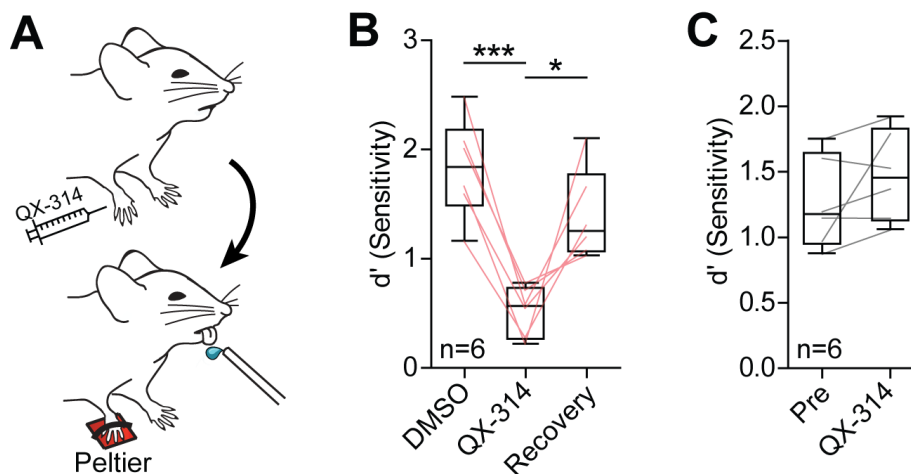 A
QX-314
Peltier
B
d' (Sensitivity)
3
2
1
0
***
*
n=6
DMSO
QX-314
Recovery
C
d' (Sensitivity)
2.5
2.0
1.5
1.0
0.5
0.0
n=6
Pre
QX-314